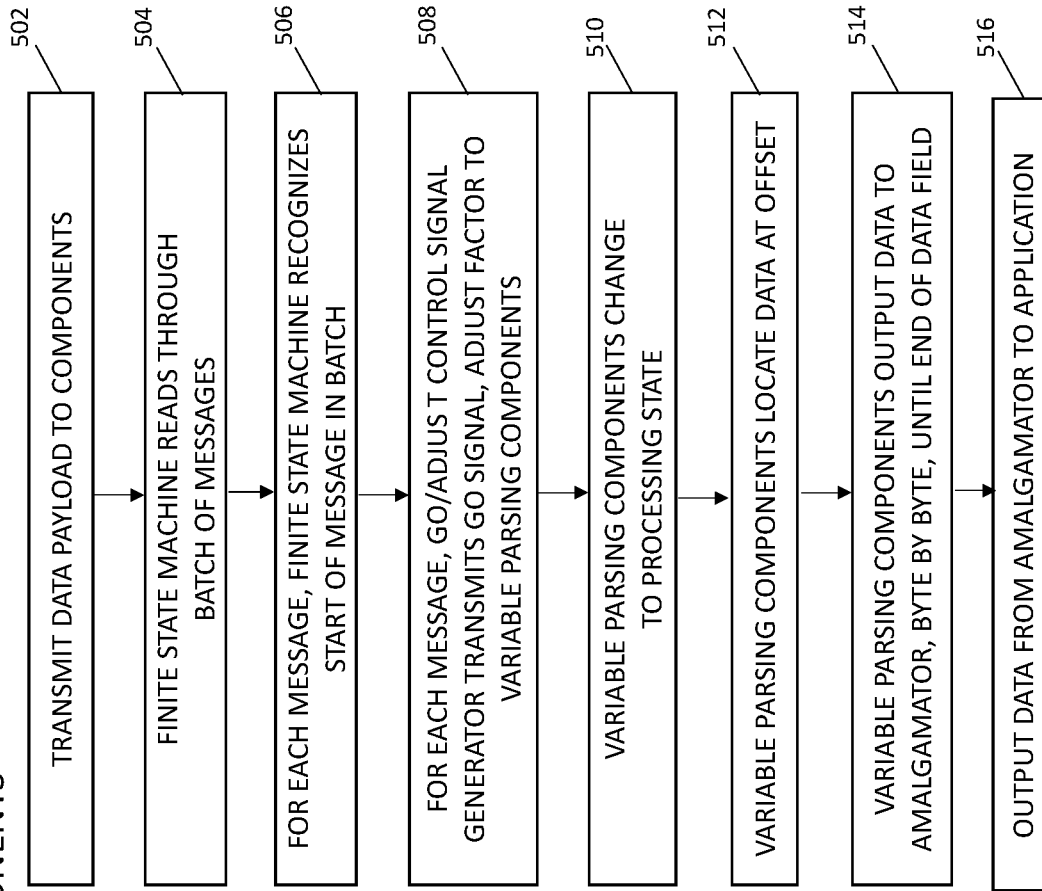 502
TRANSMIT DATA PAYLOAD TO COMPONENTS
504
FINITE STATE MACHINE READS THROUGH
BATCH OF MESSAGES
506
FOR EACH MESSAGE, FINITE STATE MACHINE RECOGNIZES
START OF MESSAGE IN BATCH
508
FOR EACH MESSAGE, GO/ADJUS T CONTROL SIGNAL
GENERATOR TRANSMITS GO SIGNAL, ADJUST FACTOR TO
VARIABLE PARSING COMPONENTS
510
VARIABLE PARSING COMPONENTS CHANGE
TO PROCESSING STATE
512
VARIABLE PARSING COMPONENTS LOCATE DATA AT OFFSET
514
VARIABLE PARSING COMPONENTS OUTPUT DATA TO
AMALGAMATOR, BYTE BY BYTE, UNTIL END OF DATA FIELD
516
OUTPUT DATA FROM AMALGAMATOR TO APPLICATION